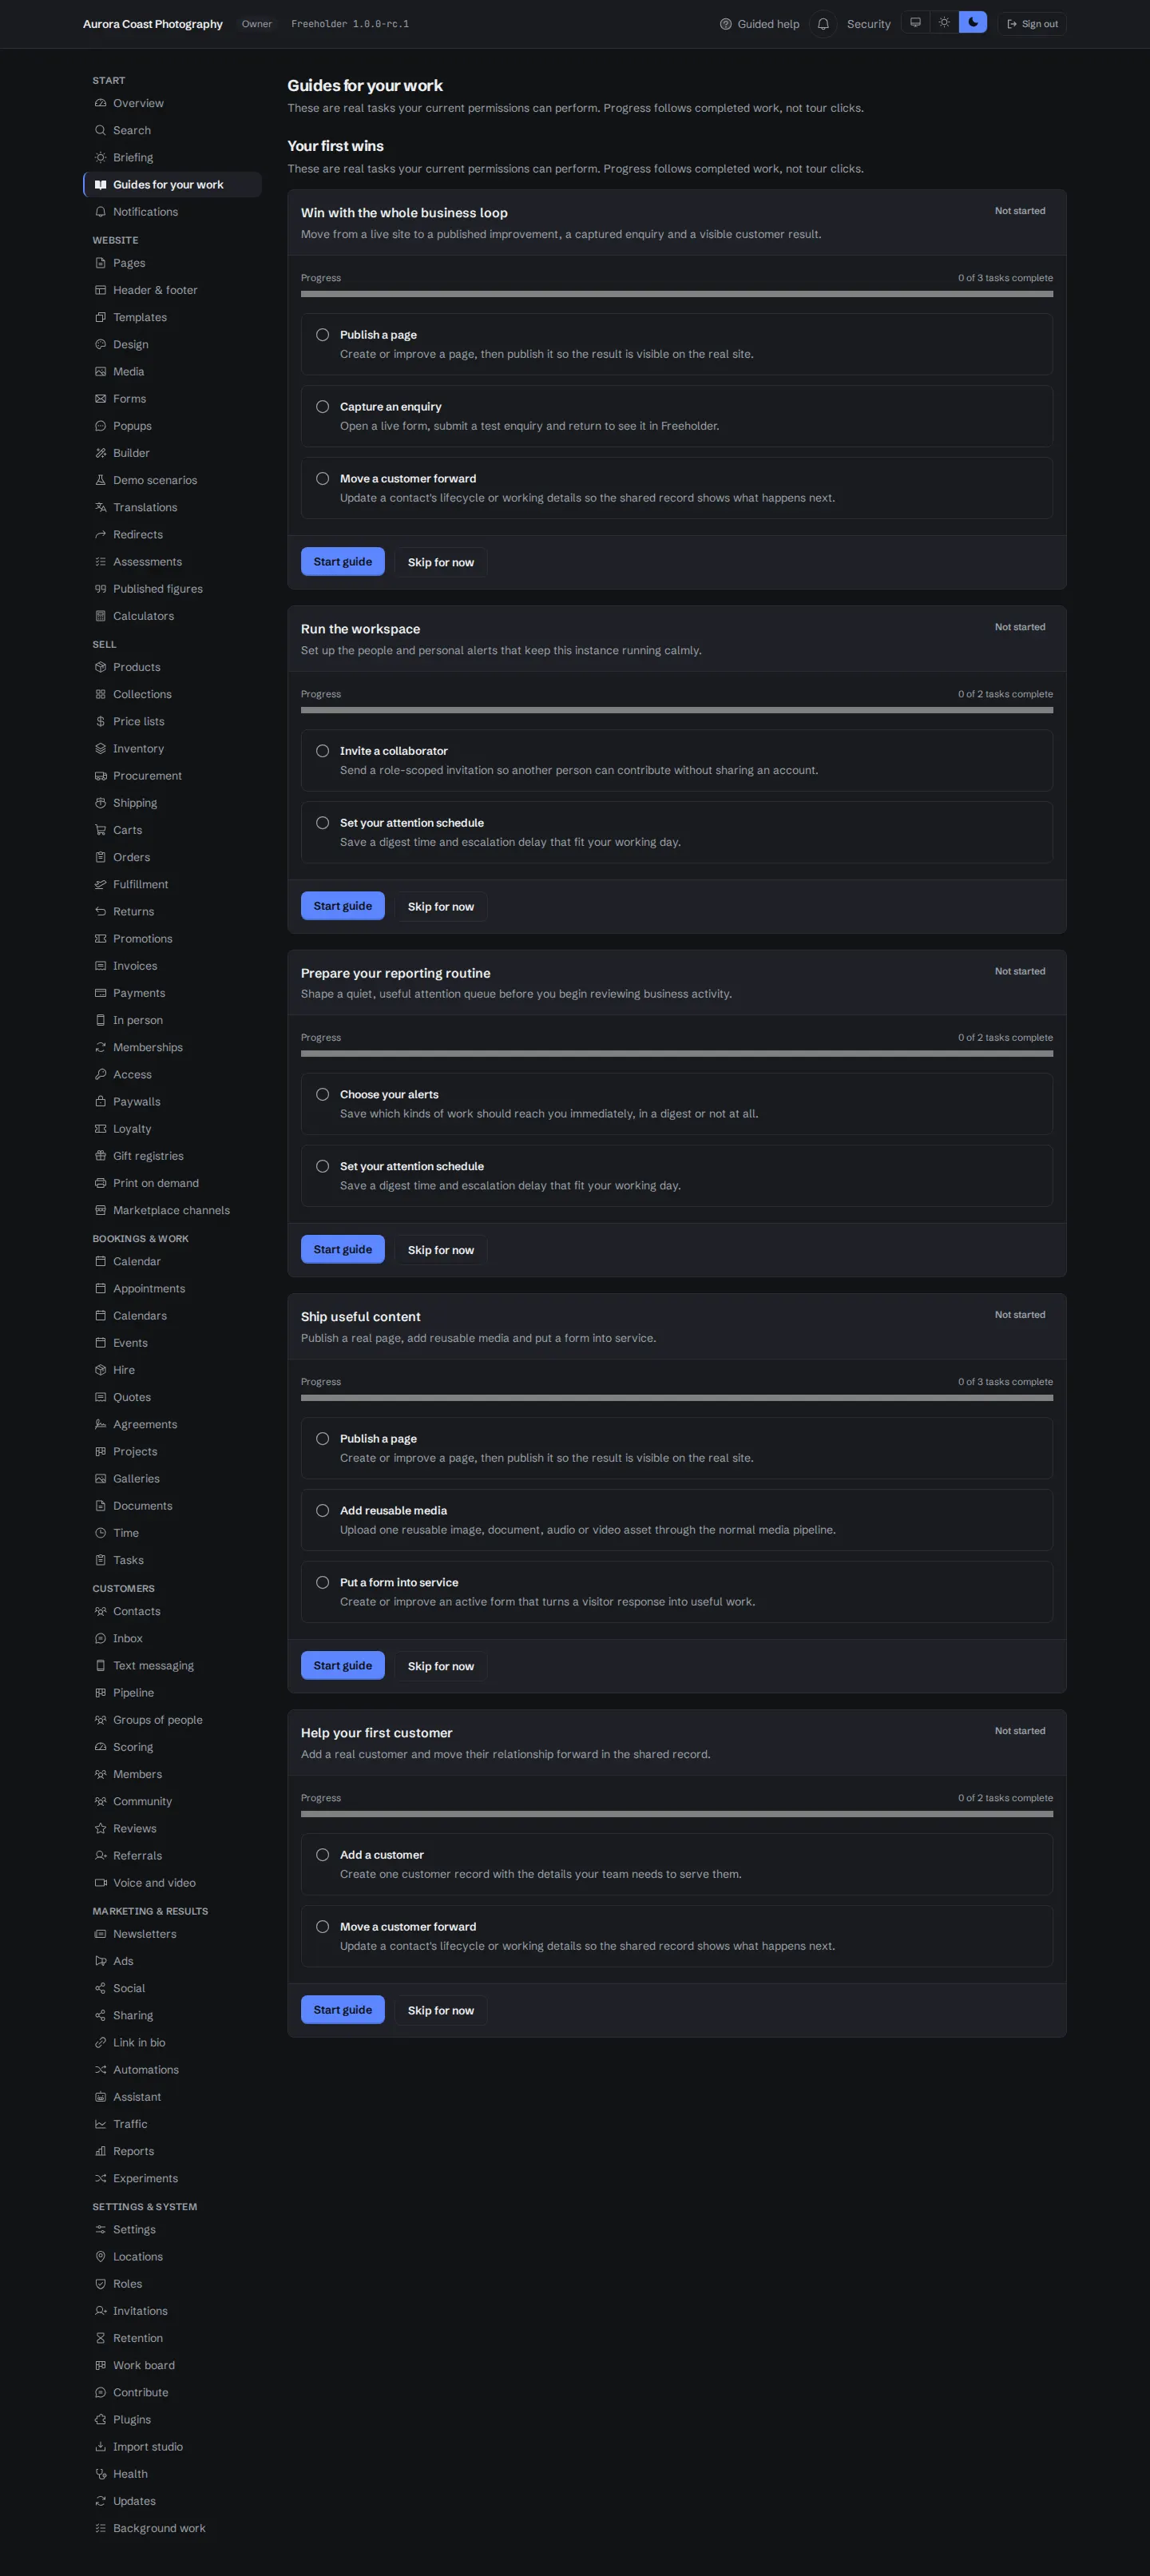 Aurora Coast Photography
Owner
Freeholder 1.0.0-rc.1
Guided help
Security
Sign out
START
Overview
Search
Briefing
Guides for your work
Notifications
WEBSITE
Pages
Header & footer
Templates
Design
Media
Forms
Popups
Builder
Demo scenarios
Translations
Redirects
Assessments
Published figures
Calculators
SELL
Products
Collections
Price lists
Inventory
Procurement
Shipping
Carts
Orders
Fulfillment
Returns
Promotions
Invoices
Payments
In person
Memberships
Access
Paywalls
Loyalty
Gift registries
Print on demand
Marketplace channels
BOOKINGS & WORK
Calendar
Appointments
Calendars
Events
Hire
Quotes
Agreements
Projects
Galleries
Documents
Time
Tasks
CUSTOMERS
Contacts
Inbox
Text messaging
Pipeline
Groups of people
Scoring
Members
Community
Reviews
Referrals
Voice and video
MARKETING & RESULTS
Newsletters
Ads
Social
Sharing
Link in bio
Automations
Assistant
Traffic
Reports
Experiments
SETTINGS & SYSTEM
Settings
Locations
Roles
Invitations
Retention
Work board
Contribute
Plugins
Import studio
Health
Updates
Background work
Guides for your work
These are real tasks your current permissions can perform. Progress follows completed work, not tour clicks.
Your first wins
These are real tasks your current permissions can perform. Progress follows completed work, not tour clicks.
Win with the whole business loop
Not started
Move from a live site to a published improvement, a captured enquiry and a visible customer result.
Progress
0 of 3 tasks complete
Publish a page
Create or improve a page, then publish it so the result is visible on the real site.
Capture an enquiry
Open a live form, submit a test enquiry and return to see it in Freeholder.
Move a customer forward
Update a contact's lifecycle or working details so the shared record shows what happens next.
Start guide
Skip for now
Run the workspace
Not started
Set up the people and personal alerts that keep this instance running calmly.
Progress
0 of 2 tasks complete
Invite a collaborator
Send a role-scoped invitation so another person can contribute without sharing an account.
Set your attention schedule
Save a digest time and escalation delay that fit your working day.
Start guide
Skip for now
Prepare your reporting routine
Not started
Shape a quiet, useful attention queue before you begin reviewing business activity.
Progress
0 of 2 tasks complete
Choose your alerts
Save which kinds of work should reach you immediately, in a digest or not at all.
Set your attention schedule
Save a digest time and escalation delay that fit your working day.
Start guide
Skip for now
Ship useful content
Not started
Publish a real page, add reusable media and put a form into service.
Progress
0 of 3 tasks complete
Publish a page
Create or improve a page, then publish it so the result is visible on the real site.
Add reusable media
Upload one reusable image, document, audio or video asset through the normal media pipeline.
Put a form into service
Create or improve an active form that turns a visitor response into useful work.
Start guide
Skip for now
Help your first customer
Not started
Add a real customer and move their relationship forward in the shared record.
Progress
0 of 2 tasks complete
Add a customer
Create one customer record with the details your team needs to serve them.
Move a customer forward
Update a contact's lifecycle or working details so the shared record shows what happens next.
Start guide
Skip for now